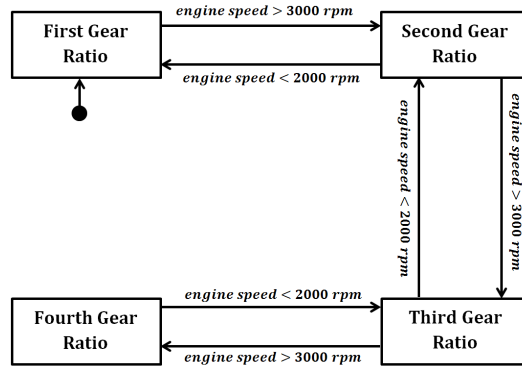 engine speed > 3000 rpm
First Gear
Ratio
Second Gear
Ratio
engine speed < 2000 rpm
engine speed < 2000 rpm
engine speed > 3000 rpm
engine speed < 2000 rpm
Fourth Gear
Ratio
Third Gear
Ratio
engine speed > 3000 rpm